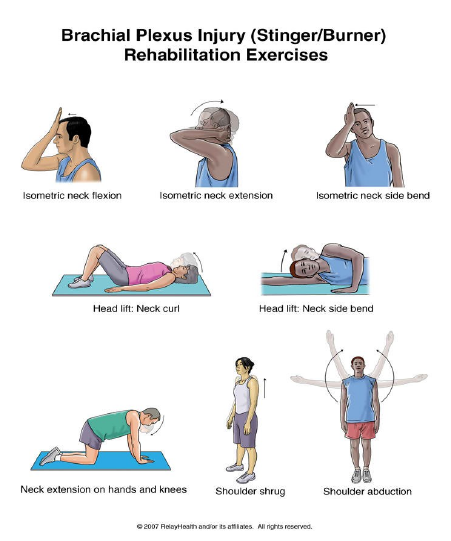 Brachial Plexus Injury (Stinger/Burner)
Rehabilitation Exercises
Isometric neck flexion
Isometric neck extension
Isometric neck side bend
Head lift: Neck curl
Head lift: Neck side bend
Neck extension on hands and knees
Shoulder shrug
Shoulder abduction
© 2007 RelayHealth and/or its affiliates. All rights reserved.